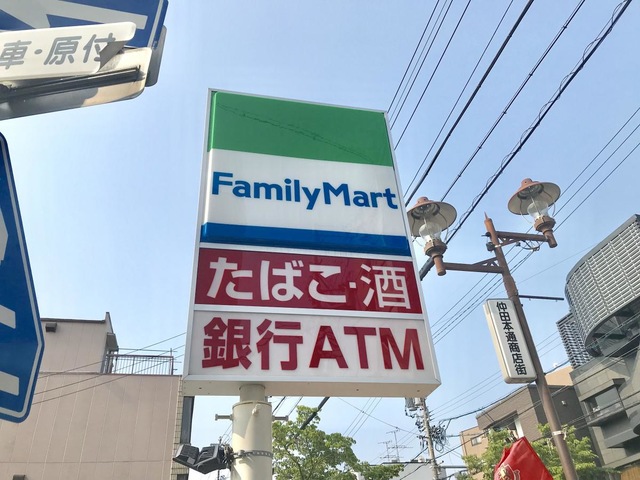 車・原付
FamilyMart
たばこ・酒
銀行ATM
仲田本通商店街